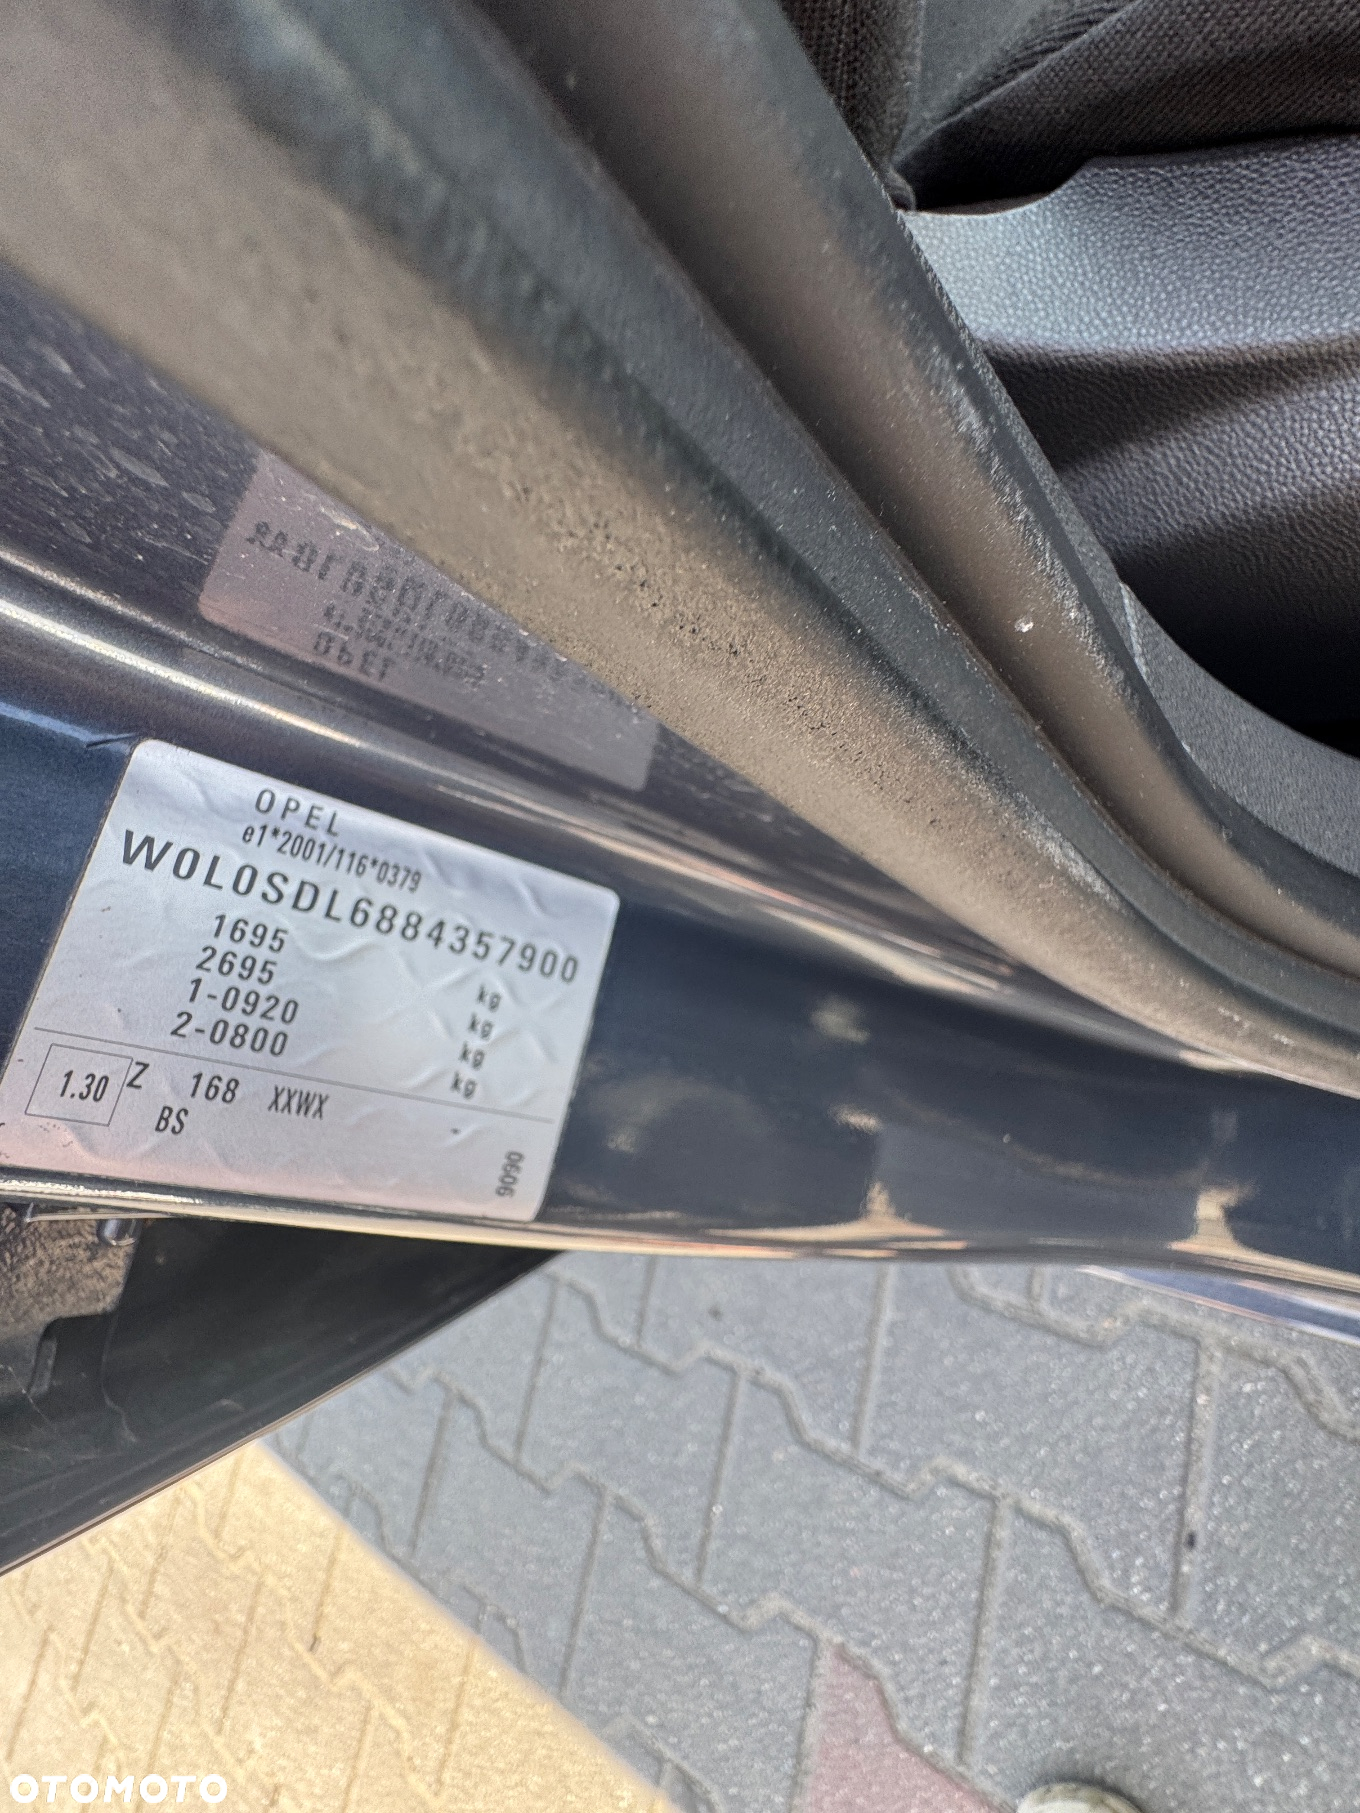 OPEL
e1*2001/116*0379
W0L0SDL6884357900
1695 kg
2695 kg
1-0920 kg
2-0800 kg
1.30 Z 168 XXWX
BS
9090
OTOMOTO